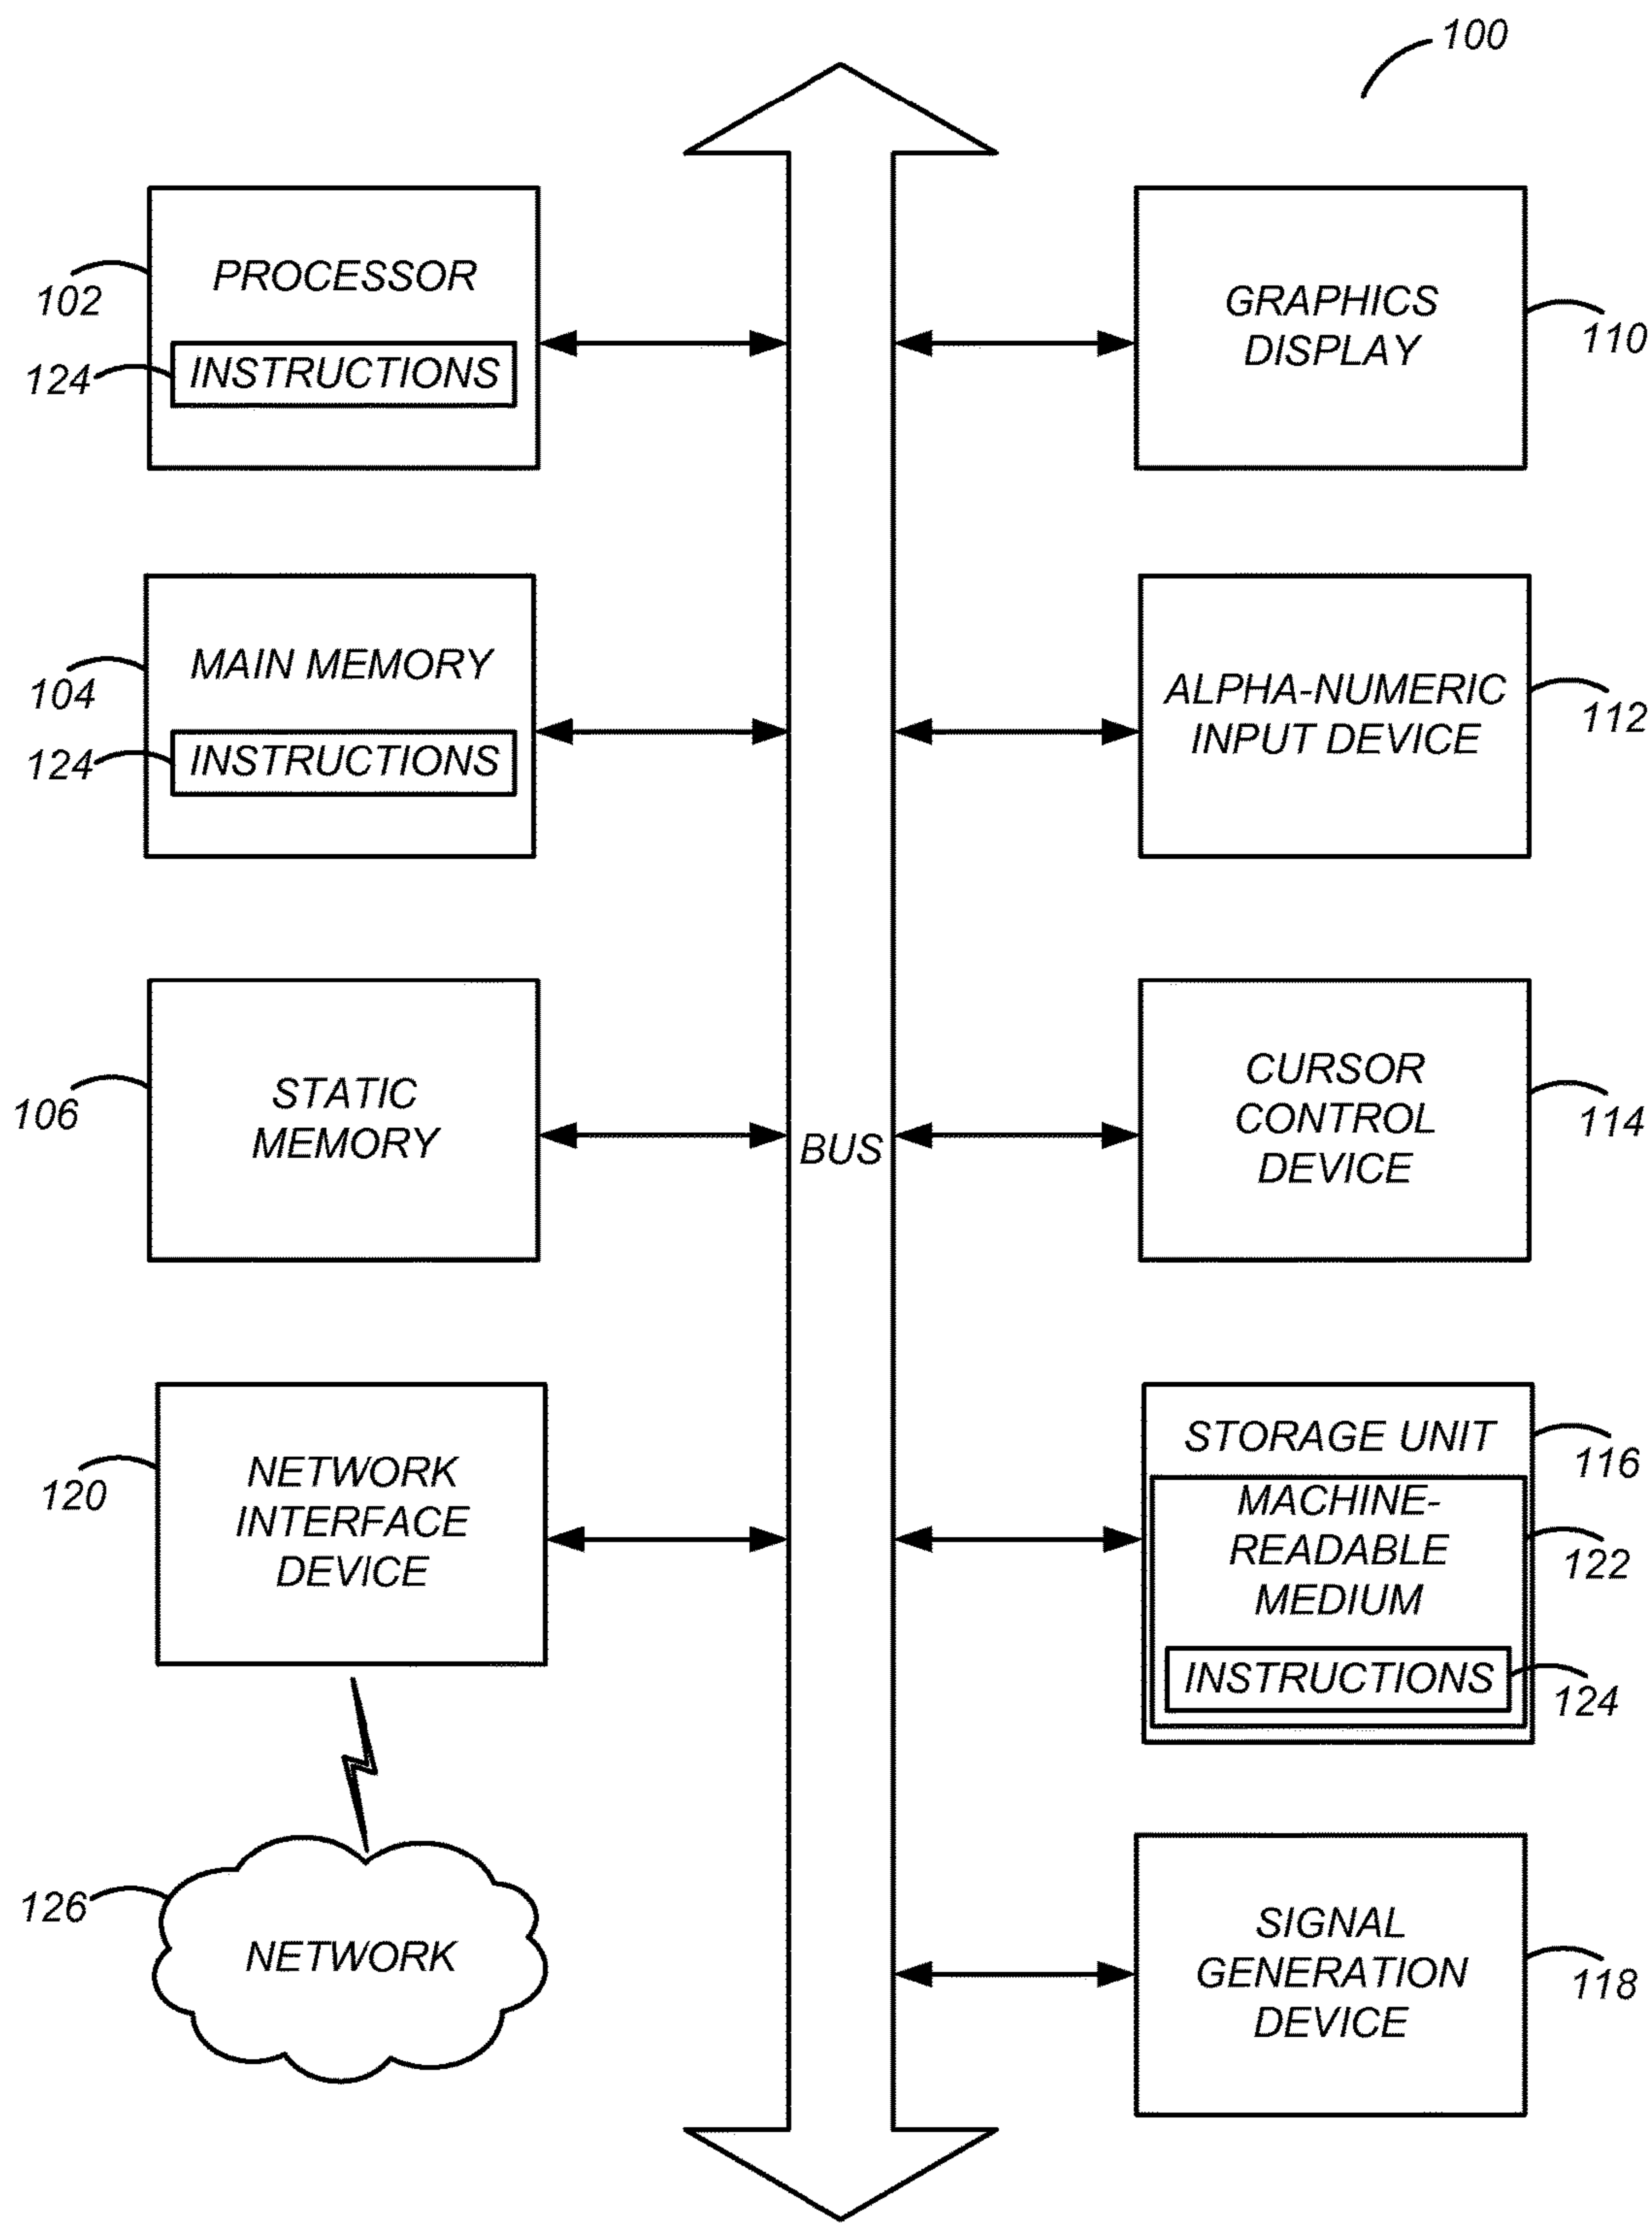 100
PROCESSOR
102
INSTRUCTIONS
124
GRAPHICS
DISPLAY
110
MAIN MEMORY
104
INSTRUCTIONS
124
ALPHA-NUMERIC
INPUT DEVICE
112
STATIC
MEMORY
106
BUS
CURSOR
CONTROL
DEVICE
114
NETWORK
INTERFACE
DEVICE
120
STORAGE UNIT
116
MACHINE-
READABLE
MEDIUM
122
INSTRUCTIONS
124
126
NETWORK
SIGNAL
GENERATION
DEVICE
118